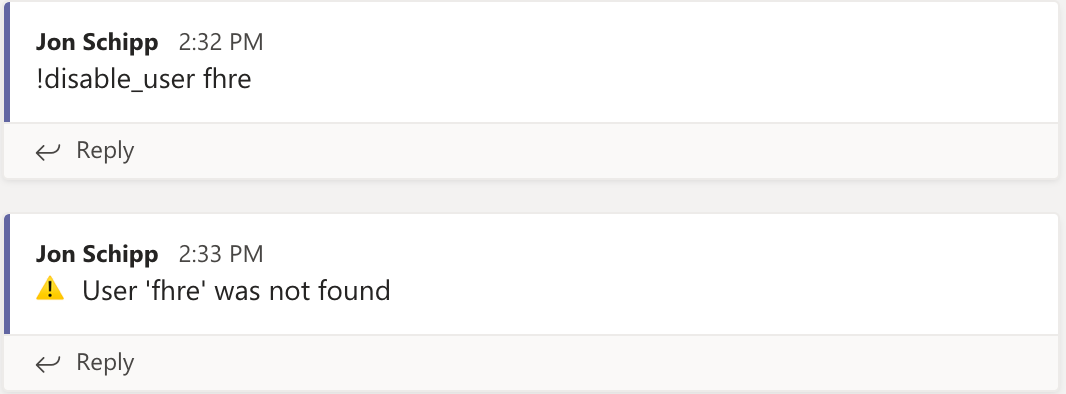 Jon Schipp 2:32 PM
!disable_user fhre
Reply
Jon Schipp 2:33 PM
User 'fhre' was not found
Reply